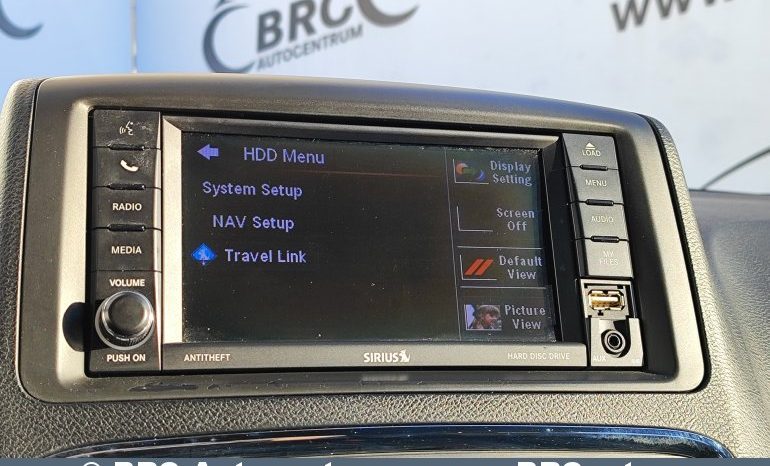 BRC
AUTOCENTRUM
www.
HDD Menu
System Setup
NAV Setup
Travel Link
Display
Setting
Screen
Off
Default
View
Picture
View
RADIO
MEDIA
VOLUME
PUSH ON
LOAD
MENU
AUDIO
MY
FILES
AUX
ANTITHEFT
SIRIUS
HARD DISC DRIVE